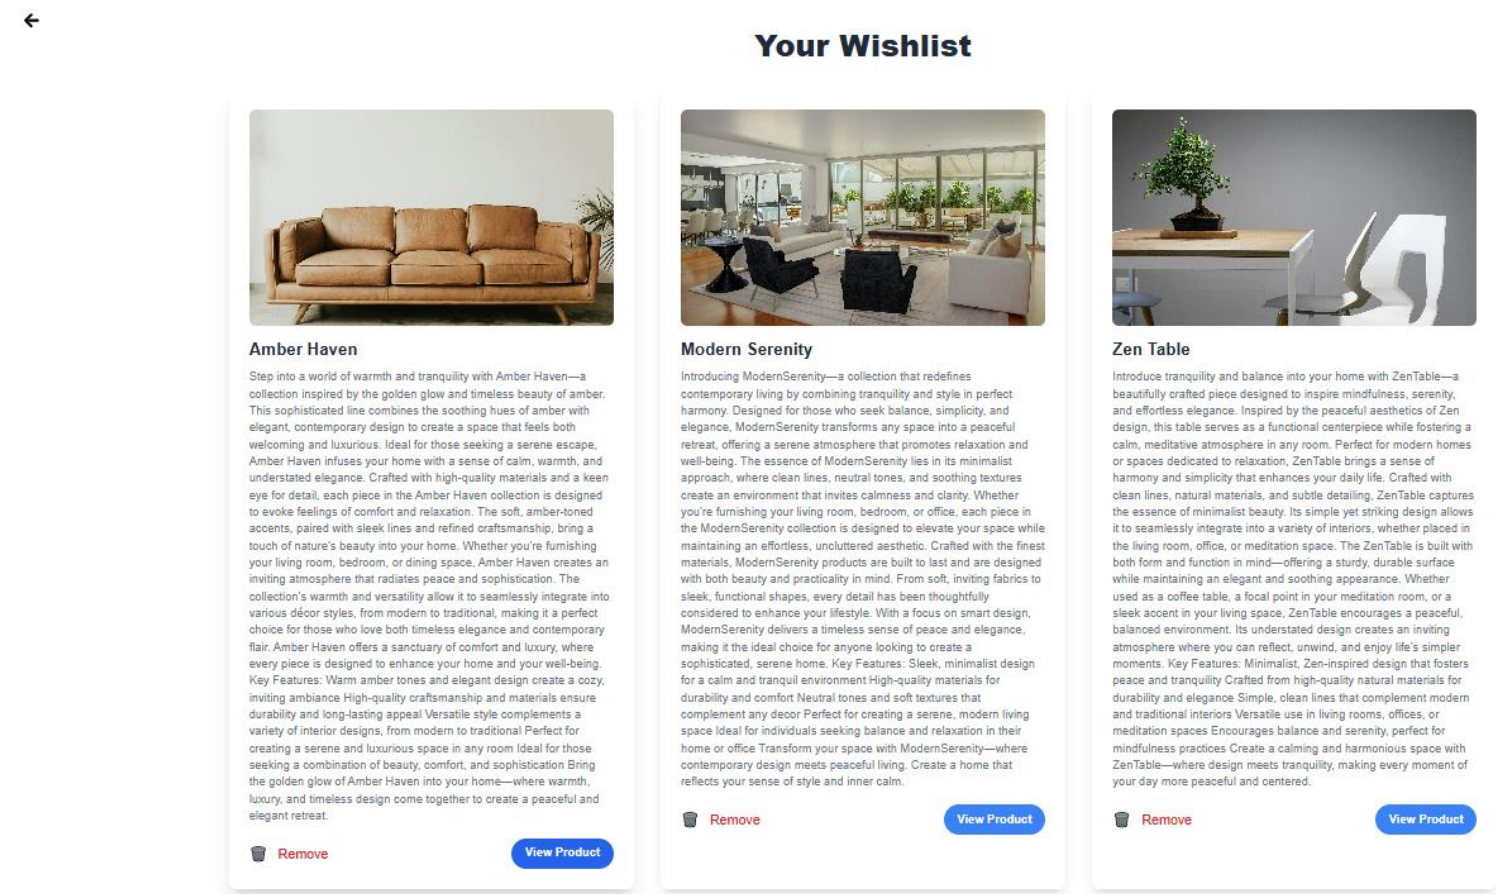 Your Wishlist
Amber Haven
Step into a world of warmth and tranquility with Amber Haven—a
collection inspired by the golden glow and timeless beauty of amber.
This sophisticated line combines the soothing hues of amber with
elegant, contemporary design to create a space that feels both
welcoming and luxurious. Ideal for those seeking a serene escape,
Amber Haven infuses your home with a sense of calm, warmth, and
understated elegance. Crafted with high-quality materials and a keen
eye for detail, each piece in the Amber Haven collection is designed
to evoke feelings of comfort and relaxation. The soft, amber-toned
accents, paired with sleek lines and refined craftsmanship, bring a
touch of nature's beauty into your home. Whether you're furnishing
your living room, bedroom, or dining space, Amber Haven creates an
inviting atmosphere that radiates peace and sophistication. The
collection's warmth and versatility allow it to seamlessly integrate into
various décor styles, from modern to traditional, making it a perfect
choice for those who love both timeless elegance and contemporary
flair. Amber Haven offers a sanctuary of comfort and luxury, where
every piece is designed to enhance your home and your well-being.
Key Features: Warm amber tones and elegant design create a cozy,
inviting ambiance High-quality craftsmanship and materials ensure
durability and long-lasting appeal Versatile style complements a
variety of interior designs, from modern to traditional Perfect for
creating a serene and luxurious space in any room Ideal for those
seeking a combination of beauty, comfort, and sophistication Bring
the golden glow of Amber Haven into your home—where warmth,
luxury, and timeless design come together to create a peaceful and
elegant retreat.
Remove
View Product
Modern Serenity
Introducing ModernSerenity—a collection that redefines
contemporary living by combining tranquility and style in perfect
harmony. Designed for those who seek balance, simplicity, and
elegance, ModernSerenity transforms any space into a peaceful
retreat, offering a serene atmosphere that promotes relaxation and
well-being. The essence of ModernSerenity lies in its minimalist
approach, where clean lines, neutral tones, and soothing textures
create an environment that invites calmness and clarity. Whether
you're furnishing your living room, bedroom, or office, each piece in
the ModernSerenity collection is designed to elevate your space while
maintaining an effortless, uncluttered aesthetic. Crafted with the finest
materials, ModernSerenity products are built to last and are designed
with both beauty and practicality in mind. From soft, inviting fabrics to
sleek, functional shapes, every detail has been thoughtfully
considered to enhance your lifestyle. With a focus on smart design,
ModernSerenity delivers a timeless sense of peace and elegance,
making it the ideal choice for anyone looking to create a
sophisticated, serene home. Key Features: Sleek, minimalist design
for a calm and tranquil environment High-quality materials for
durability and comfort Neutral tones and soft textures that
complement any decor Perfect for creating a serene, modern living
space Ideal for individuals seeking balance and relaxation in their
home or office Transform your space with ModernSerenity—where
contemporary design meets peaceful living. Create a home that
reflects your sense of style and inner calm.
Remove
View Product
Zen Table
Introduce tranquility and balance into your home with ZenTable—a
beautifully crafted piece designed to inspire mindfulness, serenity,
and effortless elegance. Inspired by the peaceful aesthetics of Zen
design, this table serves as a functional centerpiece while fostering a
calm, meditative atmosphere in any room. Perfect for modern homes
or spaces dedicated to relaxation, ZenTable brings a sense of
harmony and simplicity that enhances your daily life. Crafted with
clean lines, natural materials, and subtle detailing, ZenTable captures
the essence of minimalist beauty. Its simple yet striking design allows
it to seamlessly integrate into a variety of interiors, whether placed in
the living room, office, or meditation space. The ZenTable is built with
both form and function in mind—offering a sturdy, durable surface
while maintaining an elegant and soothing appearance. Whether
used as a coffee table, a focal point in your meditation room, or a
sleek accent in your living space, ZenTable encourages a peaceful,
balanced environment. Its understated design creates an inviting
atmosphere where you can reflect, unwind, and enjoy life's simpler
moments. Key Features: Minimalist, Zen-inspired design that fosters
peace and tranquility Crafted from high-quality natural materials for
durability and elegance Simple, clean lines that complement modern
and traditional interiors Versatile use in living rooms, offices, or
meditation spaces Encourages balance and serenity, perfect for
mindfulness practices Create a calming and harmonious space with
ZenTable—where design meets tranquility, making every moment of
your day more peaceful and centered.
Remove
View Product